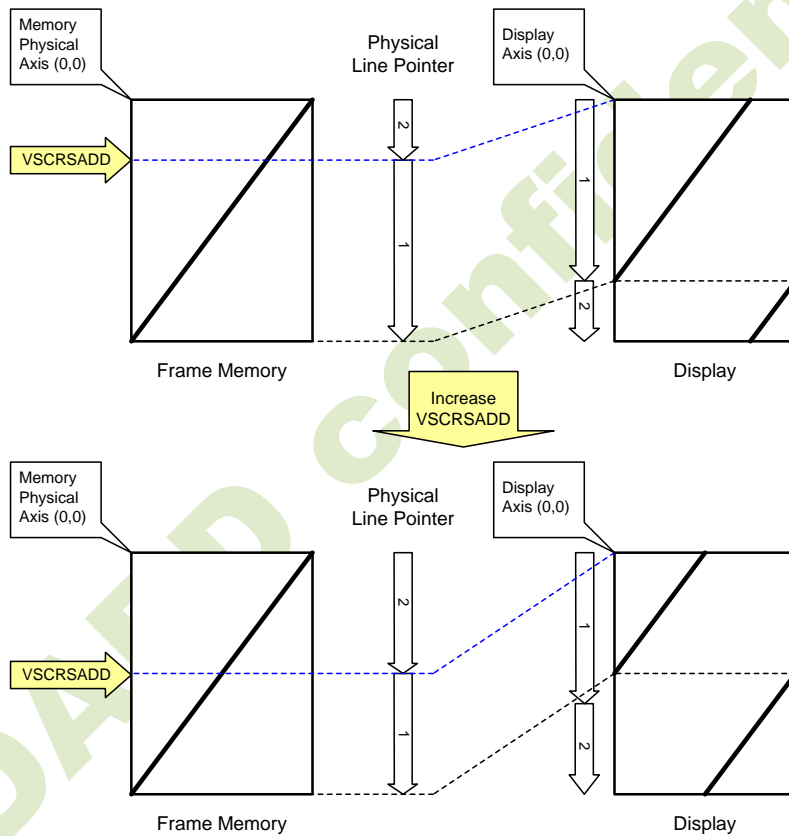 Memory
Physical
Axis (0,0)
Physical
Line Pointer
Display
Axis (0,0)
VSCRSADD
2
1
1
2
Frame Memory
Display
Increase
VSCRSADD
Memory
Physical
Axis (0,0)
Physical
Line Pointer
Display
Axis (0,0)
VSCRSADD
2
1
1
2
Frame Memory
Display